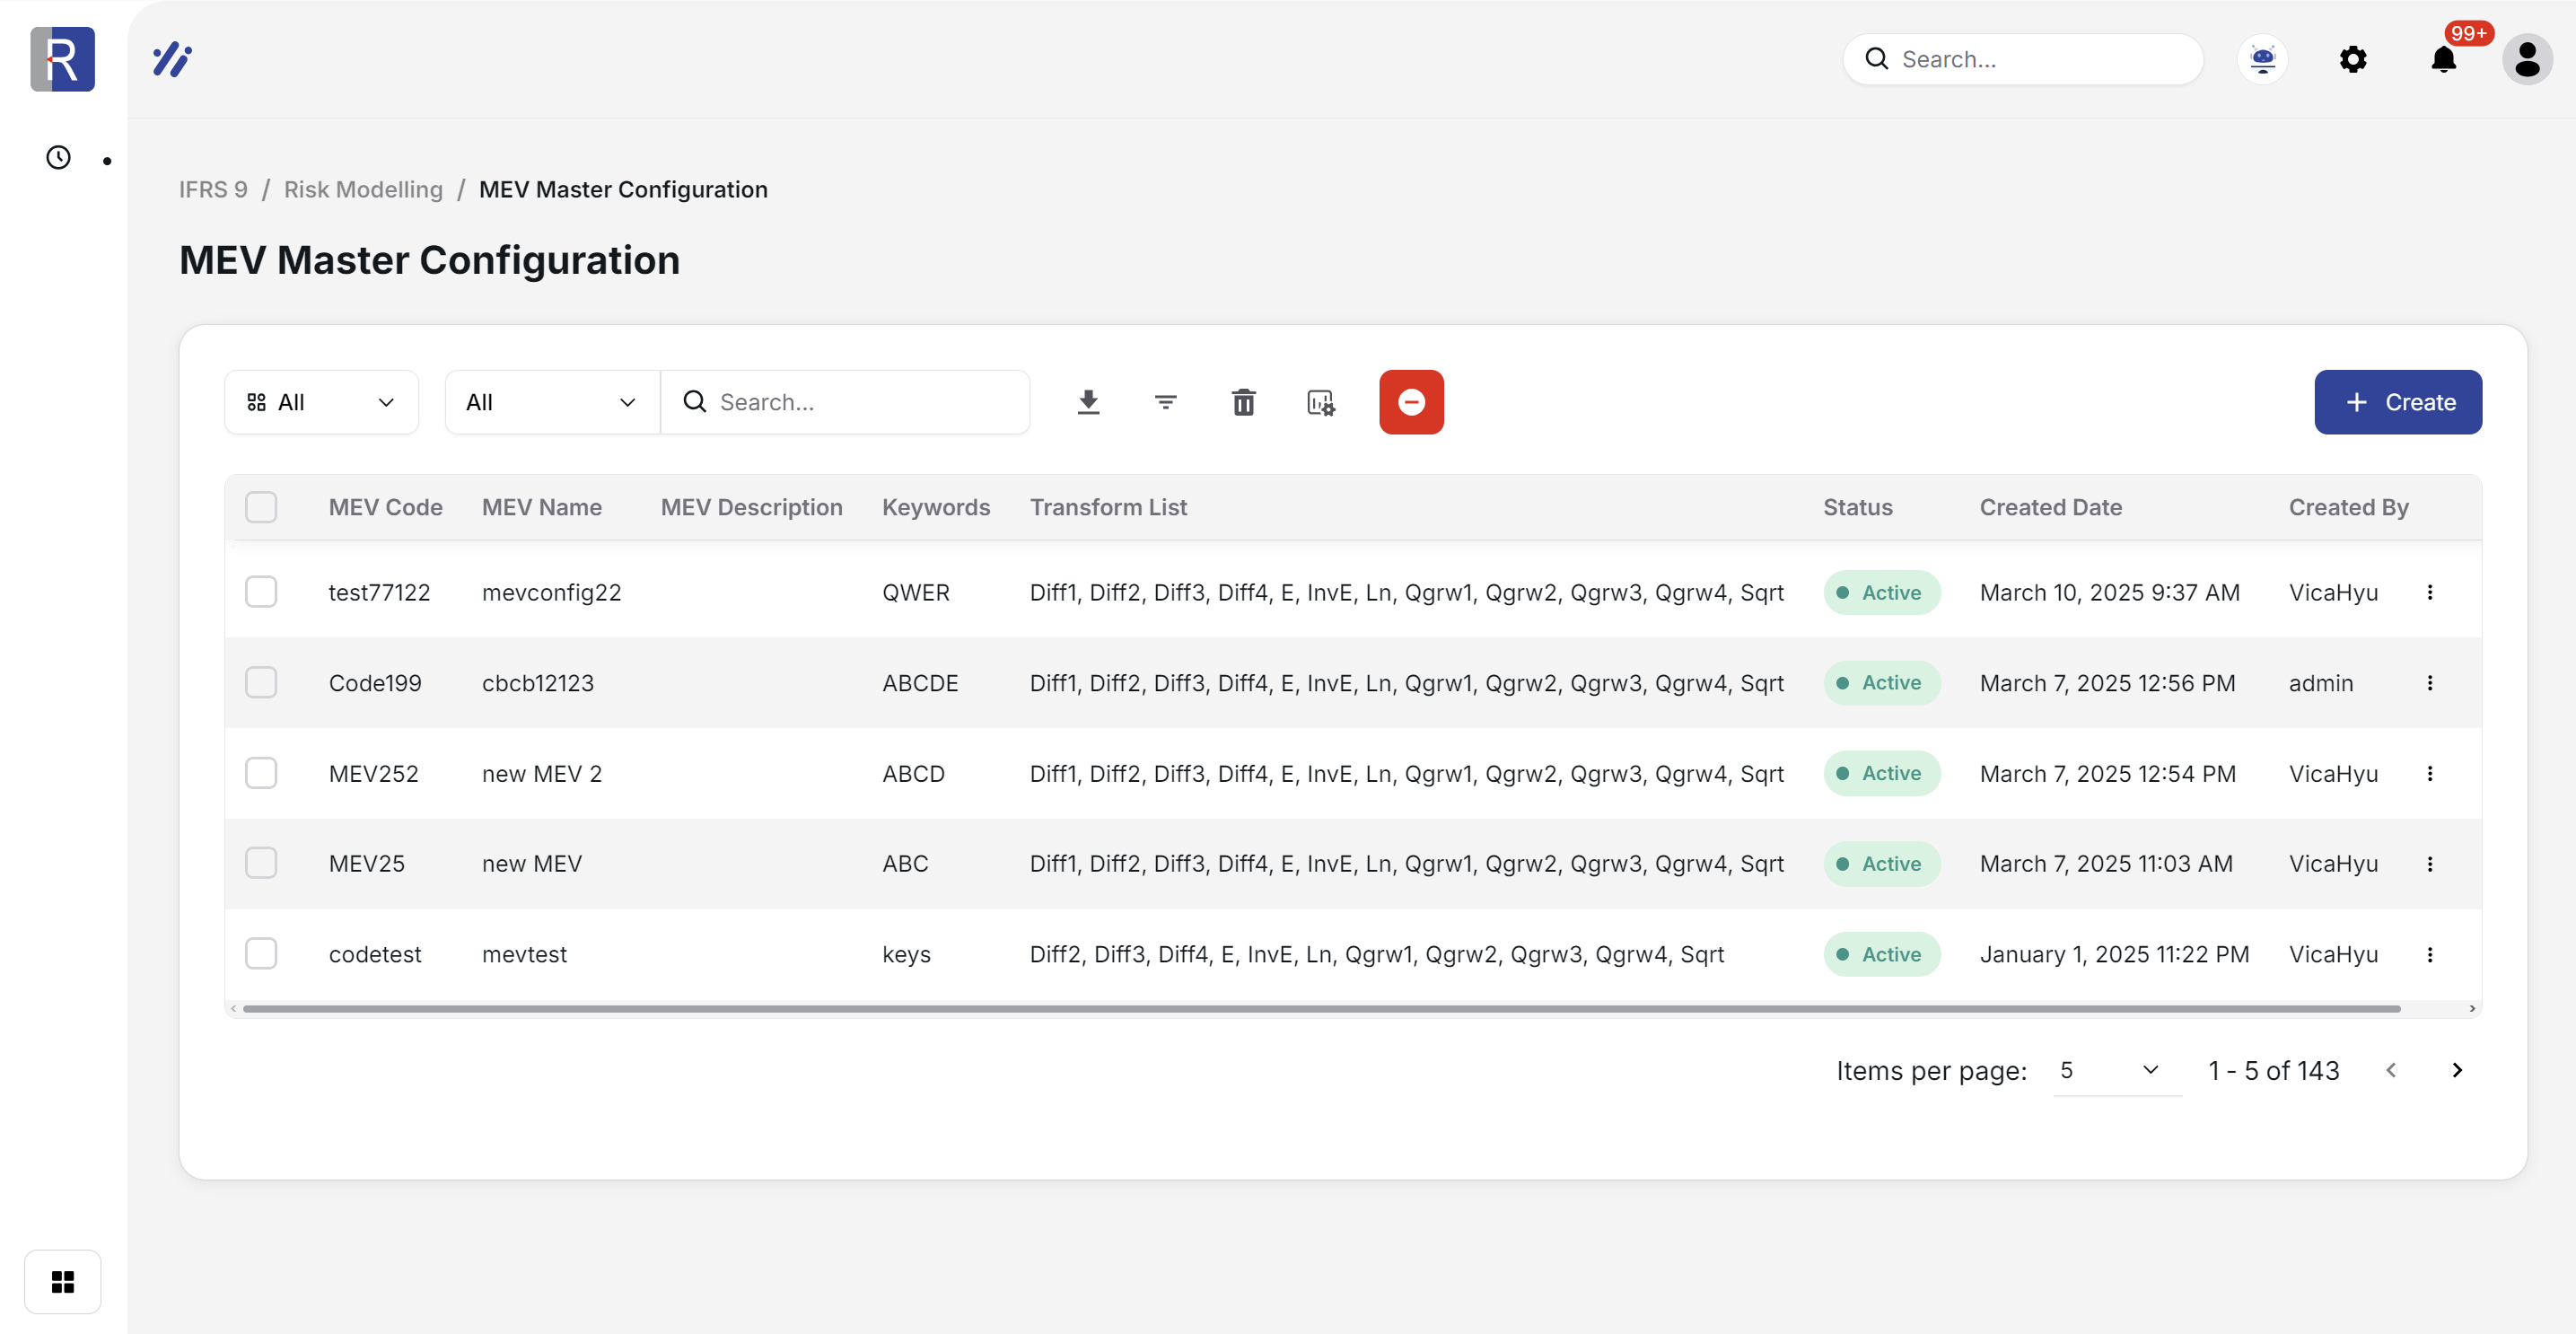 R
Search...
99+
IFRS 9 / Risk Modelling / MEV Master Configuration
MEV Master Configuration
All
All
Search...
+ Create
MEV Code MEV Name MEV Description Keywords Transform List Status Created Date Created By
test77122 mevconfig22 QWER Diff1, Diff2, Diff3, Diff4, E, InvE, Ln, Qgrw1, Qgrw2, Qgrw3, Qgrw4, Sqrt Active March 10, 2025 9:37 AM VicaHyu
Code199 cbcb12123 ABCDE Diff1, Diff2, Diff3, Diff4, E, InvE, Ln, Qgrw1, Qgrw2, Qgrw3, Qgrw4, Sqrt Active March 7, 2025 12:56 PM admin
MEV252 new MEV 2 ABCD Diff1, Diff2, Diff3, Diff4, E, InvE, Ln, Qgrw1, Qgrw2, Qgrw3, Qgrw4, Sqrt Active March 7, 2025 12:54 PM VicaHyu
MEV25 new MEV ABC Diff1, Diff2, Diff3, Diff4, E, InvE, Ln, Qgrw1, Qgrw2, Qgrw3, Qgrw4, Sqrt Active March 7, 2025 11:03 AM VicaHyu
codetest mevtest keys Diff2, Diff3, Diff4, E, InvE, Ln, Qgrw1, Qgrw2, Qgrw3, Qgrw4, Sqrt Active January 1, 2025 11:22 PM VicaHyu
Items per page: 5 1 - 5 of 143